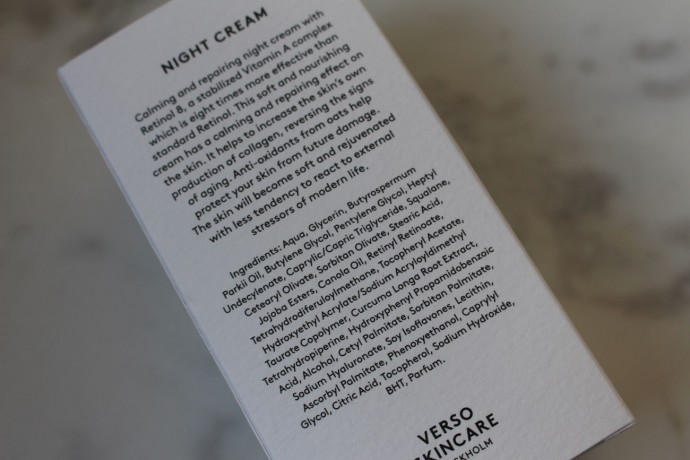 NIGHT CREAM
Calming and repairing night cream with
Retinol 8, a stabilized Vitamin A complex
which is eight times more effective than
standard Retinol. This soft and nourishing
cream has a calming and repairing effect on
the skin. It helps to increase the skin's own
production of collagen, reversing the signs
of aging. Anti-oxidants from oats help
protect your skin from future damage.
The skin will become soft and rejuvenated
with less tendency to react to external
stressors of modern life.
Ingredients: Aqua, Glycerin, Butyrospermum
Parkii Oil, Butylene Glycol, Pentylene Glycol, Heptyl
Undecylenate, Caprylic/Capric Triglyceride, Squalane,
Cetearyl Olivate, Sorbitan Olivate, Stearic Acid,
Jojoba Esters, Canola Oil, Retinyl Retinoate,
Tetrahydrodiferuloylmethane, Tocopheryl Acetate,
Hydroxyethyl Acrylate/Sodium Acryloyldimethyl
Taurate Copolymer, Curcuma Longa Root Extract,
Tetrahydropiperine, Hydroxyphenyl Propamidobenzoic
Acid, Alcohol, Cetyl Palmitate, Sorbitan Palmitate,
Sodium Hyaluronate, Soy Isoflavones, Lecithin,
Ascorbyl Palmitate, Phenoxyethanol, Caprylyl
Glycol, Citric Acid, Tocopheral, Sodium Hydroxide,
BHT, Parfum.
VERSO
SKINCARE
CKHOLM